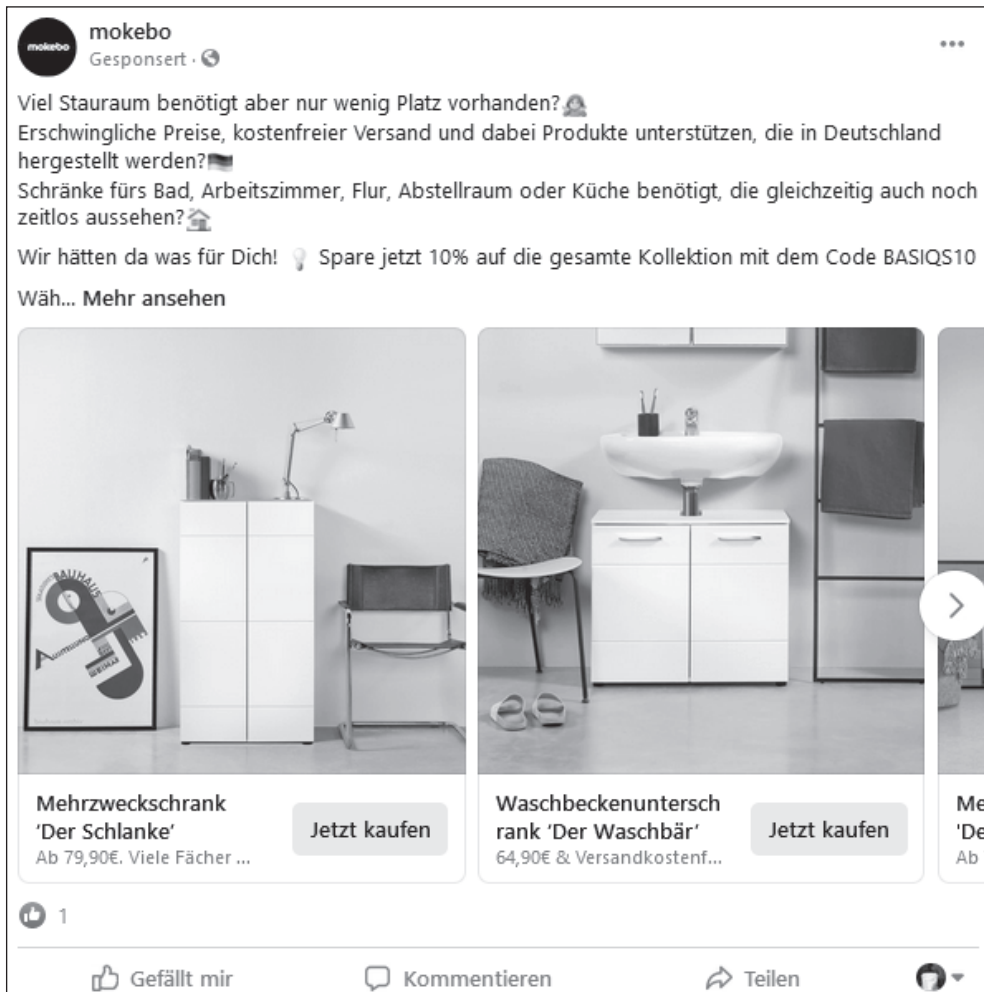 mokebo
mokebo
Gesponsert ·
Viel Stauraum benötigt aber nur wenig Platz vorhanden?
Erschwingliche Preise, kostenfreier Versand und dabei Produkte unterstützen, die in Deutschland
hergestellt werden?
Schränke fürs Bad, Arbeitszimmer, Flur, Abstellraum oder Küche benötigt, die gleichzeitig auch noch
zeitlos aussehen?
Wir hätten da was für Dich! Spare jetzt 10% auf die gesamte Kollektion mit dem Code BASIQS10
Wäh... Mehr ansehen
BAUHAUS
Mehrzweckschrank
‘Der Schlanke’
Ab 79,90€. Viele Fächer ...
Jetzt kaufen
Waschbeckenuntersch
rank ‘Der Waschbär’
64,90€ & Versandkostenf...
Jetzt kaufen
Me
'De
Ab
1
Gefällt mir
Kommentieren
Teilen